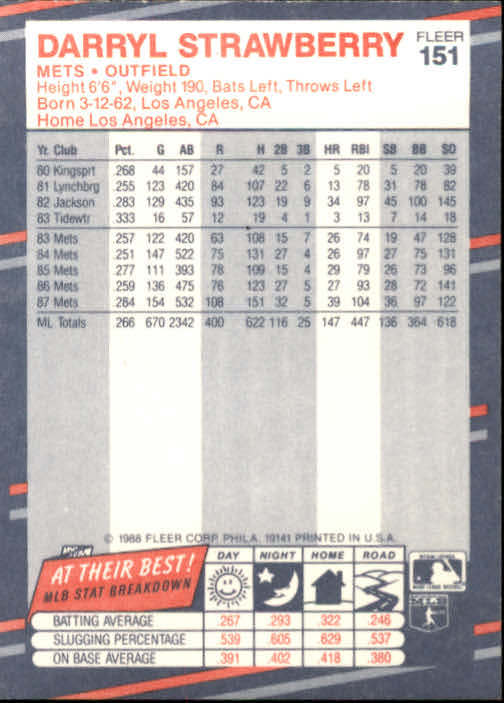 DARRYL STRAWBERRY FLEER 151
METS • OUTFIELD
Height 6'6", Weight 190, Bats Left, Throws Left
Born 3-12-62, Los Angeles, CA
Home Los Angeles, CA
Yr. Club Pct. G AB R H 2B 3B HR RBI SB BB SO
80 Kingsprt .268 44 157 27 42 5 2 5 20 5 20 39
81 Lynchbrg .255 123 420 84 107 22 6 13 78 31 78 82
82 Jackson .283 129 435 93 123 19 9 34 97 45 100 145
83 Tidewtr .333 16 57 12 19 4 1 3 13 7 14 18
83 Mets .257 122 420 63 108 15 7 26 74 19 47 128
84 Mets .251 147 522 75 131 27 4 26 97 27 75 131
85 Mets .277 111 393 78 109 15 4 29 79 26 73 96
86 Mets .259 136 475 76 123 27 5 27 93 28 72 141
87 Mets .284 154 532 108 151 32 5 39 104 36 97 122
ML Totals .266 670 2342 400 622 116 25 147 447 136 364 618
© 1988 FLEER CORP. PHILA. 19141 PRINTED IN U.S.A.
AT THEIR BEST!
MLB STAT BREAKDOWN
DAY NIGHT HOME ROAD
BATTING AVERAGE .267 .293 .322 .246
SLUGGING PERCENTAGE .539 .605 .629 .537
ON BASE AVERAGE .391 .402 .418 .380